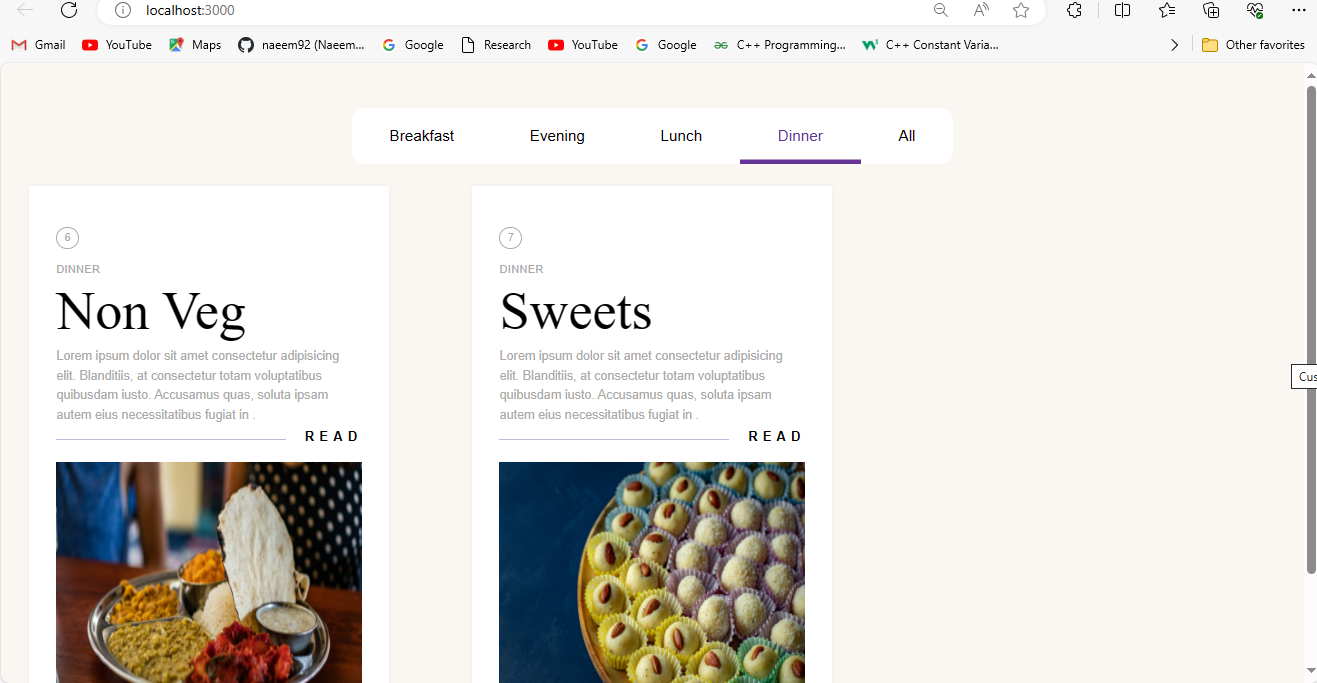 localhost:3000
Gmail YouTube Maps naeem92 (Naeem... Google Research YouTube Google C++ Programming... C++ Constant Varia... Other favorites
Breakfast Evening Lunch Dinner All
6
DINNER
Non Veg
Lorem ipsum dolor sit amet consectetur adipisicing
elit. Blanditiis, at consectetur totam voluptatibus
quibusdam iusto. Accusamus quas, soluta ipsam
autem eius necessitatibus fugiat in .
READ
7
DINNER
Sweets
Lorem ipsum dolor sit amet consectetur adipisicing
elit. Blanditiis, at consectetur totam voluptatibus
quibusdam iusto. Accusamus quas, soluta ipsam
autem eius necessitatibus fugiat in .
READ
Cus